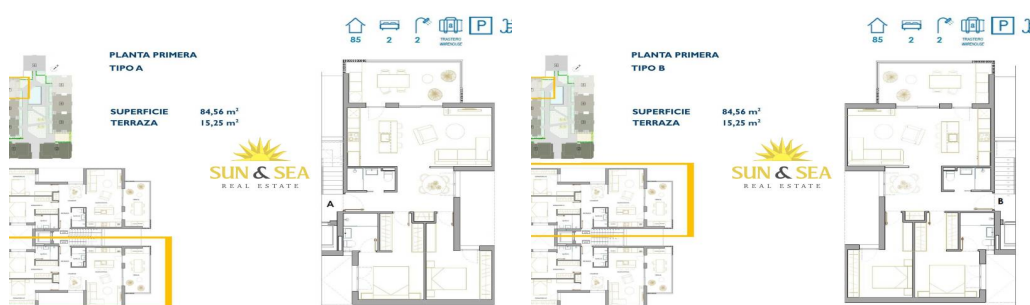 85 2 2 TRASTERO P
WAREHOUSE
PLANTA PRIMERA
TIPO A
SUPERFICIE 84,56 m²
TERRAZA 15,25 m²
SUN & SEA
REAL ESTATE
A
85 2 2 TRASTERO P
WAREHOUSE
PLANTA PRIMERA
TIPO B
SUPERFICIE 84,56 m²
TERRAZA 15,25 m²
SUN & SEA
REAL ESTATE
B